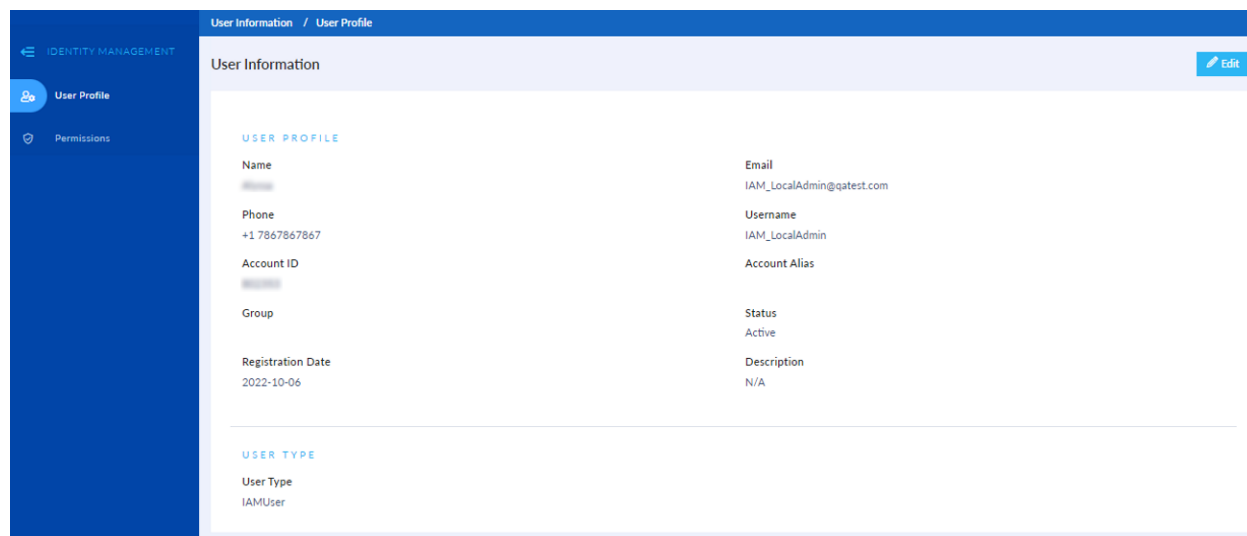 User Information / User Profile
IDENTITY MANAGEMENT
User Profile
Permissions
User Information
Edit
USER PROFILE
Name
Email
IAM_LocalAdmin@qatest.com
Phone
Username
+1 7867867867
IAM_LocalAdmin
Account ID
Account Alias
Group
Status
Active
Registration Date
Description
2022-10-06
N/A
USER TYPE
User Type
IAMUser